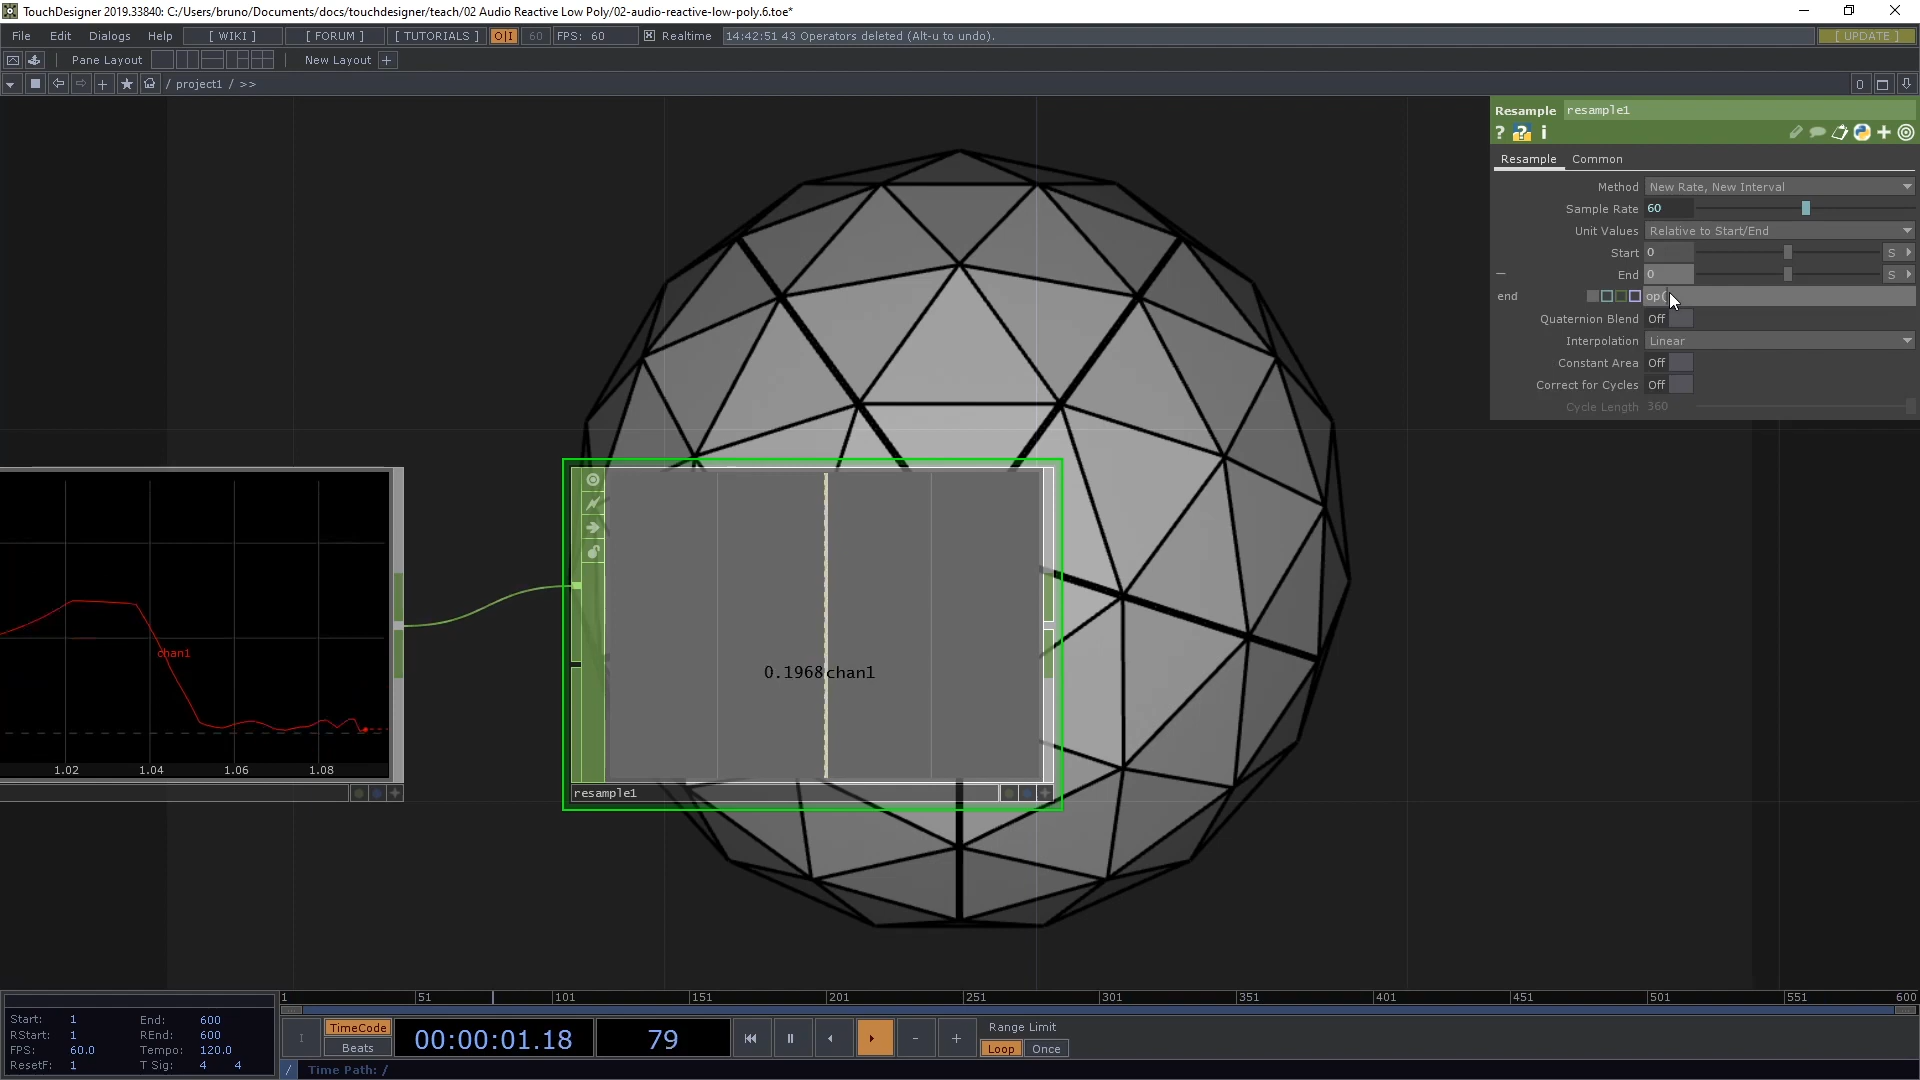 TouchDesigner 2019.33840: C:/Users/bruno/Documents/docs/touchdesigner/teach/02 Audio Reactive Low Poly/02-audio-reactive-low-poly.6.toe*
File Edit Dialogs Help [ WIKI ] [ FORUM ] [ TUTORIALS ] O|I 60 FPS: 60 Realtime 14:42:51 43 Operators deleted (Alt-u to undo). [ UPDATE ]
Pane Layout New Layout +
/ project1 / >> 0
Resample resample1
? ? i
Resample Common
Method New Rate, New Interval
Sample Rate 60
Unit Values Relative to Start/End
Start 0 S
End 0 S
end op(
Quaternion Blend Off
Interpolation Linear
Constant Area Off
Correct for Cycles Off
Cycle Length 360
chan1
0.1968 chan1
1.02 1.04 1.06 1.08
resample1
1 51 101 151 201 251 301 351 401 451 501 551 600
Start: 1 End: 600
RStart: 1 REnd: 600
FPS: 60.0 Tempo: 120.0
ResetF: 1 T Sig: 4 4
I TimeCode Beats 00:00:01.18 79 - + Range Limit
Loop Once
/ Time Path: /